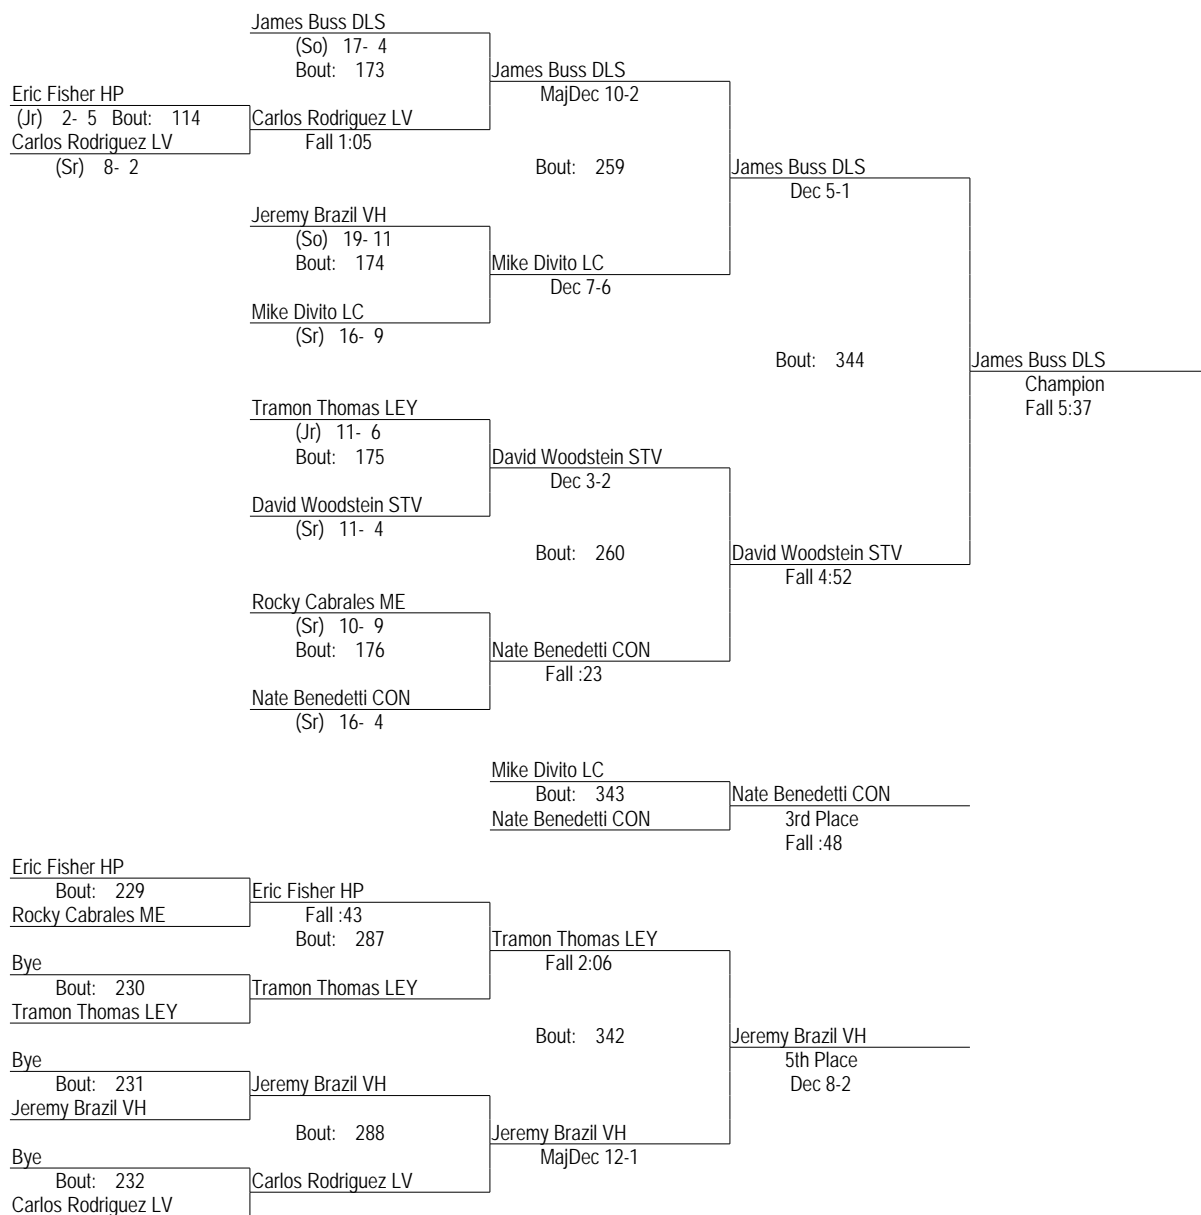 James Buss DLS
(So) 17- 4
Bout: 173
James Buss DLS
MajDec 10-2
Eric Fisher HP
(Jr) 2- 5 Bout: 114
Carlos Rodriguez LV
Fall 1:05
Carlos Rodriguez LV
(Sr) 8- 2
Bout: 259
James Buss DLS
Dec 5-1
Jeremy Brazil VH
(So) 19- 11
Bout: 174
Mike Divito LC
Dec 7-6
Mike Divito LC
(Sr) 16- 9
Bout: 344
James Buss DLS
Champion
Fall 5:37
Tramon Thomas LEY
(Jr) 11- 6
Bout: 175
David Woodstein STV
Dec 3-2
David Woodstein STV
(Sr) 11- 4
Bout: 260
David Woodstein STV
Fall 4:52
Rocky Cabrales ME
(Sr) 10- 9
Bout: 176
Nate Benedetti CON
Fall :23
Nate Benedetti CON
(Sr) 16- 4
Mike Divito LC
Bout: 343
Nate Benedetti CON
Nate Benedetti CON
3rd Place
Fall :48
Eric Fisher HP
Bout: 229
Rocky Cabrales ME
Eric Fisher HP
Fall :43
Bout: 287
Tramon Thomas LEY
Fall 2:06
Bye
Bout: 230
Tramon Thomas LEY
Tramon Thomas LEY
Bout: 342
Jeremy Brazil VH
5th Place
Dec 8-2
Bye
Bout: 231
Jeremy Brazil VH
Jeremy Brazil VH
Bout: 288
Jeremy Brazil VH
MajDec 12-1
Bye
Bout: 232
Carlos Rodriguez LV
Carlos Rodriguez LV